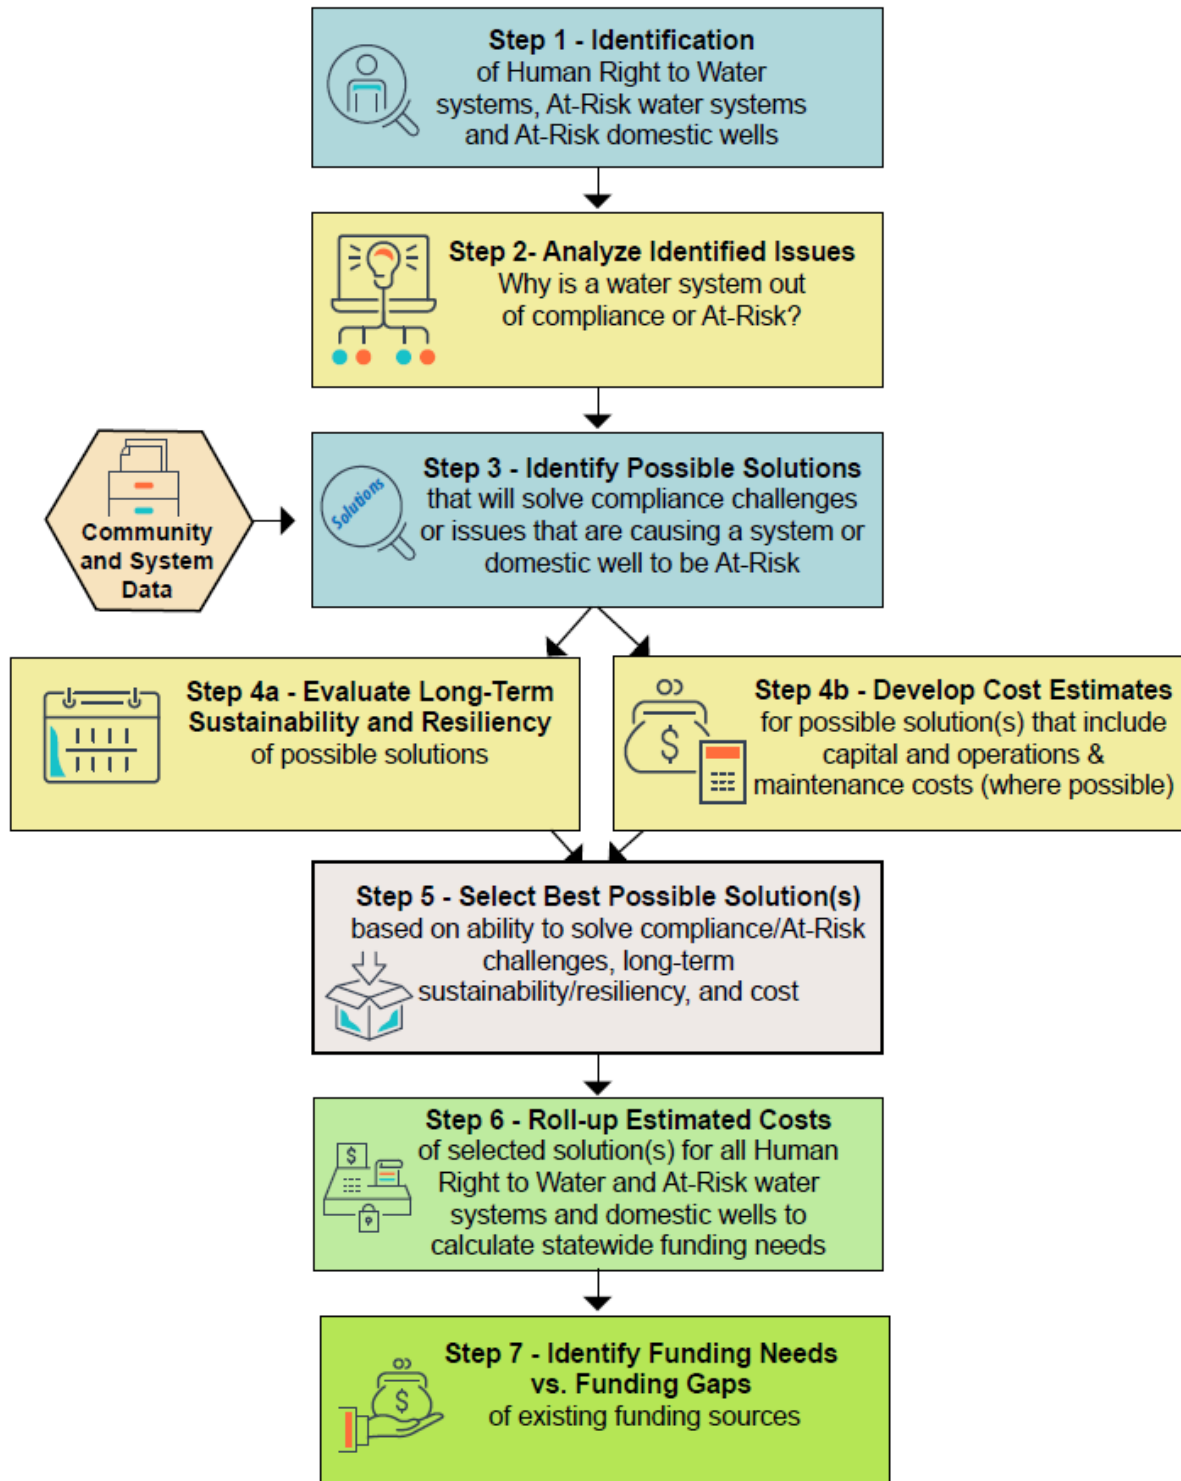 Step 1 - Identification
of Human Right to Water
systems, At-Risk water systems
and At-Risk domestic wells
Step 2- Analyze Identified Issues
Why is a water system out
of compliance or At-Risk?
Community
and System
Data
Solutions
Step 3 - Identify Possible Solutions
that will solve compliance challenges
or issues that are causing a system or
domestic well to be At-Risk
Step 4a - Evaluate Long-Term
Sustainability and Resiliency
of possible solutions
$
Step 4b - Develop Cost Estimates
for possible solution(s) that include
capital and operations &
maintenance costs (where possible)
Step 5 - Select Best Possible Solution(s)
based on ability to solve compliance/At-Risk
challenges, long-term
sustainability/resiliency, and cost
$
Step 6 - Roll-up Estimated Costs
of selected solution(s) for all Human
Right to Water and At-Risk water
systems and domestic wells to
calculate statewide funding needs
$
Step 7 - Identify Funding Needs
vs. Funding Gaps
of existing funding sources